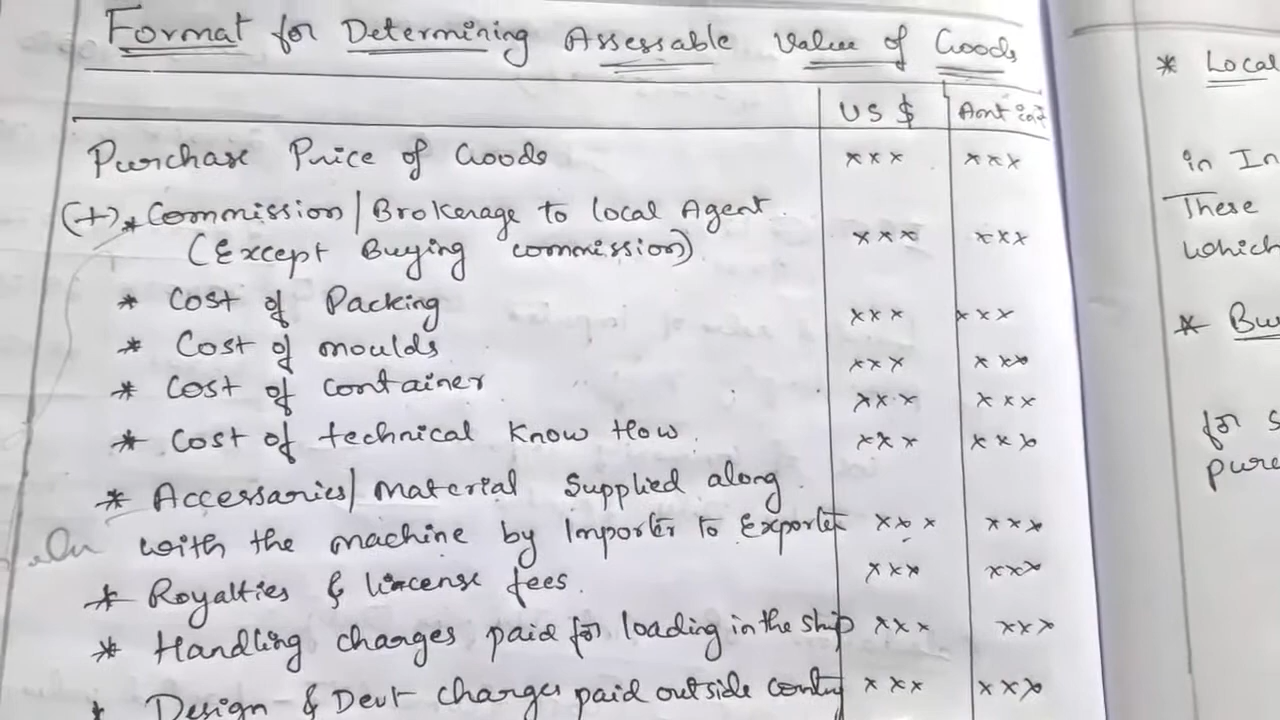 Format for Determining Assessable Value of Goods
US $ Amt
Purchase Price of Goods xxx xxx
(+) * Commission / Brokerage to local Agent.
(Except Buying commission) xxx xxx
* Cost of Packing xxx xxx
* Cost of moulds xxx xxx
* Cost of container xxx xxx
* Cost of technical know How. xxx xxx
* Accessaries / material Supplied along
with the machine by Importer to Exporter xxx xxx
* Royalties & lincense fees. xxx xxx
* Handling charges paid for loading in the ship xxx xxx
* Design & Devt charges paid outside xxx xxx
* Local
in In
These
which
* Bu
for S
pure